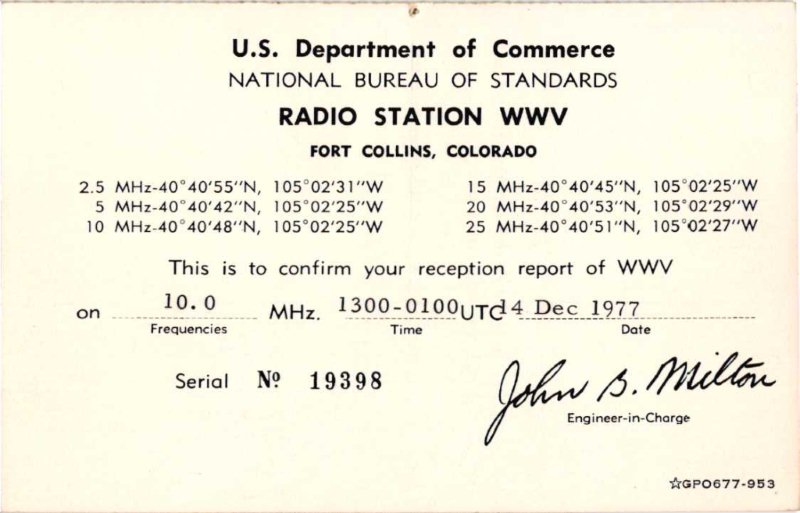 U.S. Department of Commerce
NATIONAL BUREAU OF STANDARDS
RADIO STATION WWV
FORT COLLINS, COLORADO
2.5 MHz-40°40'55"N, 105°02'31"W 15 MHz-40°40'45"N, 105°02'25"W
5 MHz-40°40'42"N, 105°02'25"W 20 MHz-40°40'53"N, 105°02'29"W
10 MHz-40°40'48"N, 105°02'25"W 25 MHz-40°40'51"N, 105°02'27"W
This is to confirm your reception report of WWV
on 10.0 MHz. 1300-0100 UTC 14 Dec 1977
Frequencies Time Date
Serial Nº 19398
John B. Milton
Engineer-in-Charge
☆GPO677-953